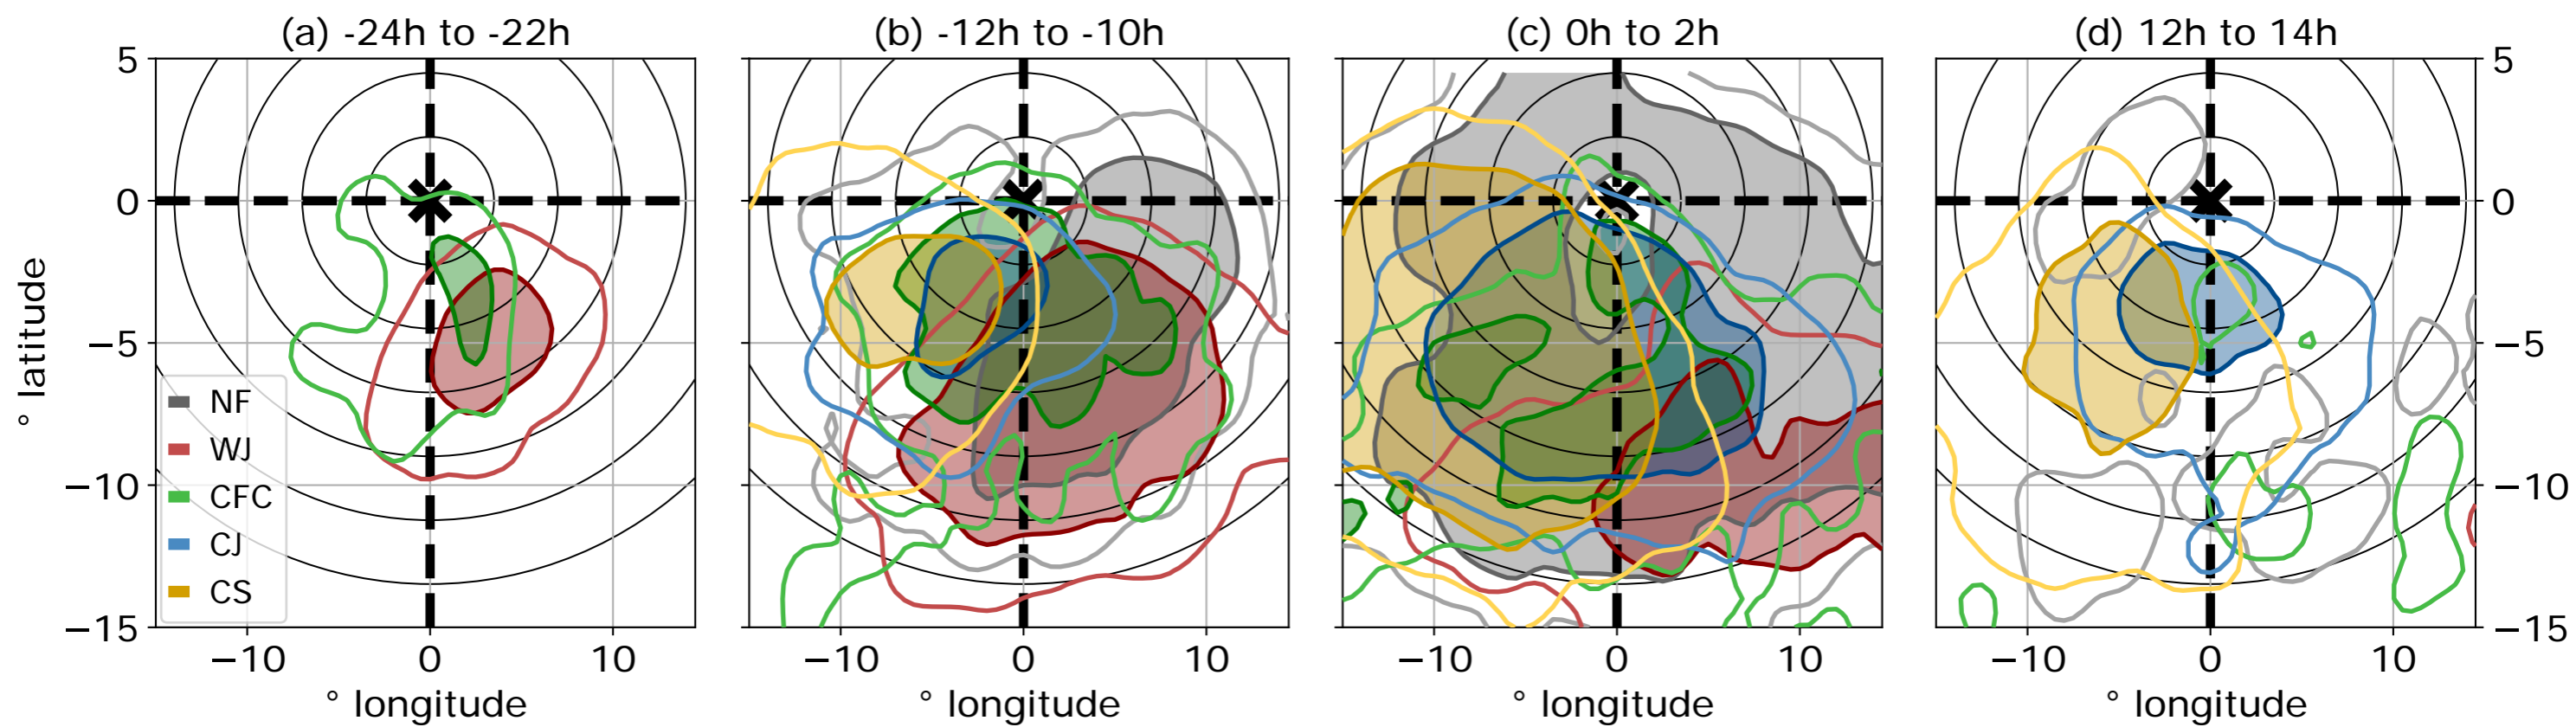 (a) -24h to -22h
(b) -12h to -10h
(c) 0h to 2h
(d) 12h to 14h
5
0
−5
−10
−15
° latitude
NF
WJ
CFC
CJ
CS
5
0
−5
−10
−15
−10 0 10
−10 0 10
−10 0 10
−10 0 10
° longitude
° longitude
° longitude
° longitude